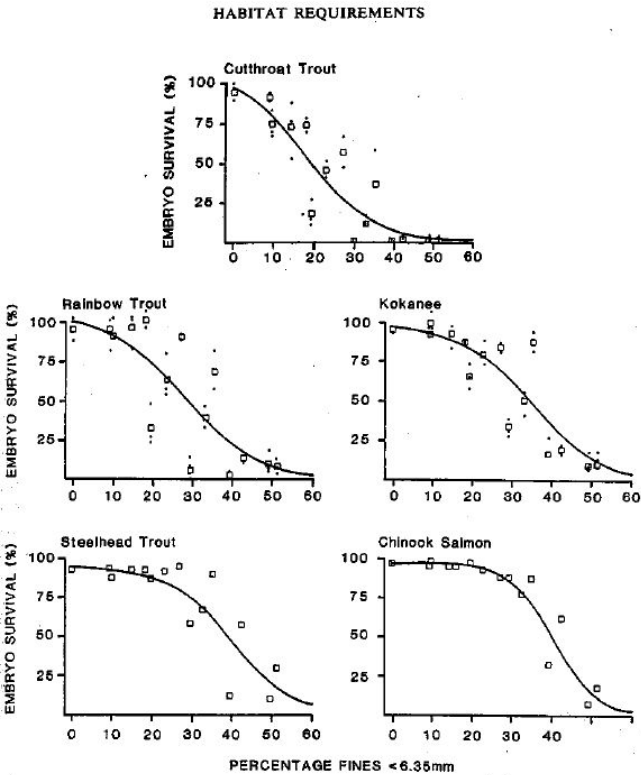 HABITAT REQUIREMENTS
Cutthroat Trout
EMBRYO SURVIVAL (%)
100
75
50
25
0 10 20 30 40 50 60
Rainbow Trout
EMBRYO SURVIVAL (%)
100
75
50
25
0 10 20 30 40 50 60
Kokanee
100
75
50
25
0 10 20 30 40 50 60
Steelhead Trout
EMBRYO SURVIVAL (%)
100
75
50
25
0 10 20 30 40 50 60
Chinook Salmon
100
75
50
25
0 10 20 30 40 50 60
PERCENTAGE FINES <6.35mm